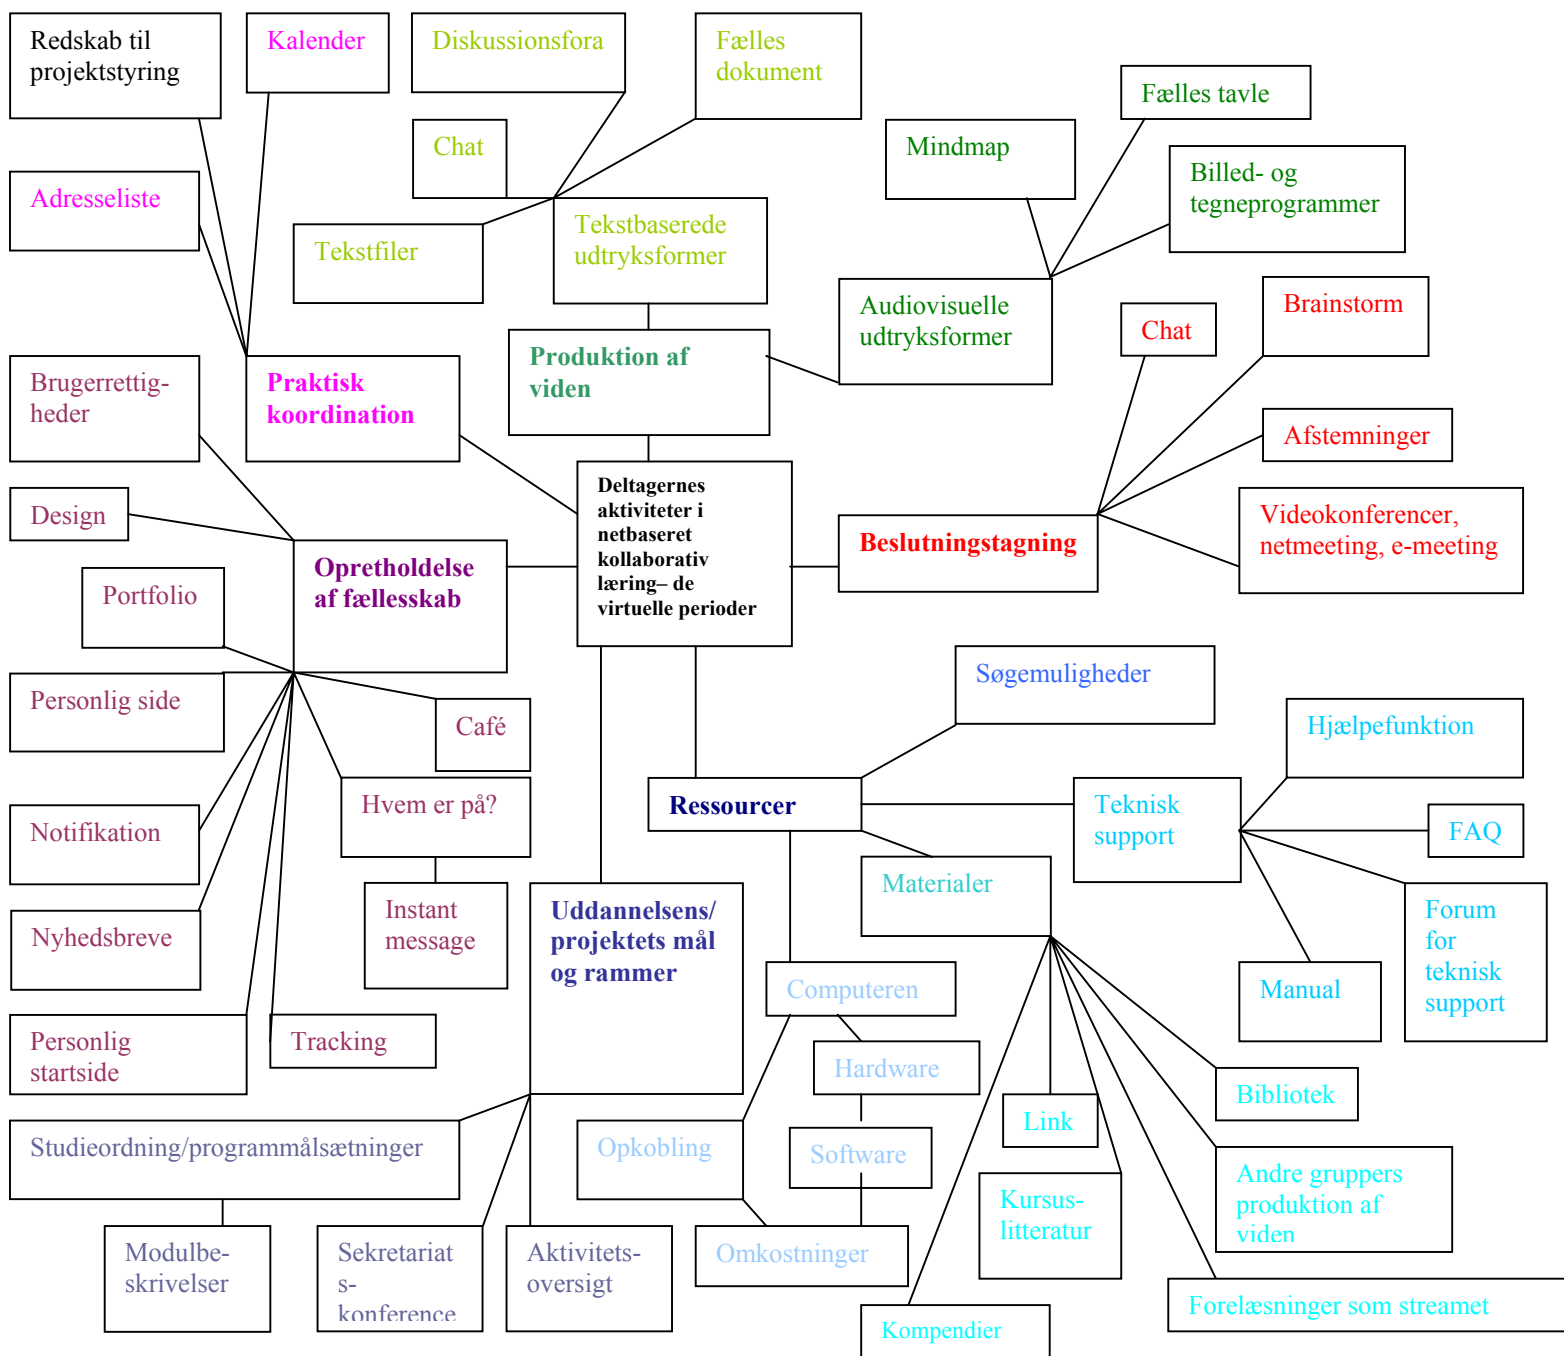 Redskab til
projektstyring
Kalender
Diskussionsfora
Fælles
dokument
Fælles tavle
Chat
Mindmap
Billed- og
tegneprogrammer
Adresseliste
Tekstfiler
Tekstbaserede
udtryksformer
Audiovisuelle
udtryksformer
Chat
Brainstorm
Brugerrettig-
heder
Praktisk
koordination
Produktion af
viden
Afstemninger
Design
Deltagernes
aktiviteter i
netbaseret
kollaborativ
læring– de
virtuelle perioder
Beslutningstagning
Videokonferencer,
netmeeting, e-meeting
Opretholdelse
af fællesskab
Portfolio
Personlig side
Café
Søgemuligheder
Hjælpefunktion
Notifikation
Hvem er på?
Ressourcer
Teknisk
support
FAQ
Materialer
Nyhedsbreve
Instant
message
Uddannelsens/
projektets mål
og rammer
Forum
for
teknisk
support
Computeren
Manual
Personlig
startside
Tracking
Hardware
Bibliotek
Link
Studieordning/programmålsætninger
Opkobling
Software
Kursus-
litteratur
Andre gruppers
produktion af
viden
Modulbe-
skrivelser
Sekretariat
s-
konference
Aktivitets-
oversigt
Omkostninger
Forelæsninger som streamet
Kompendier